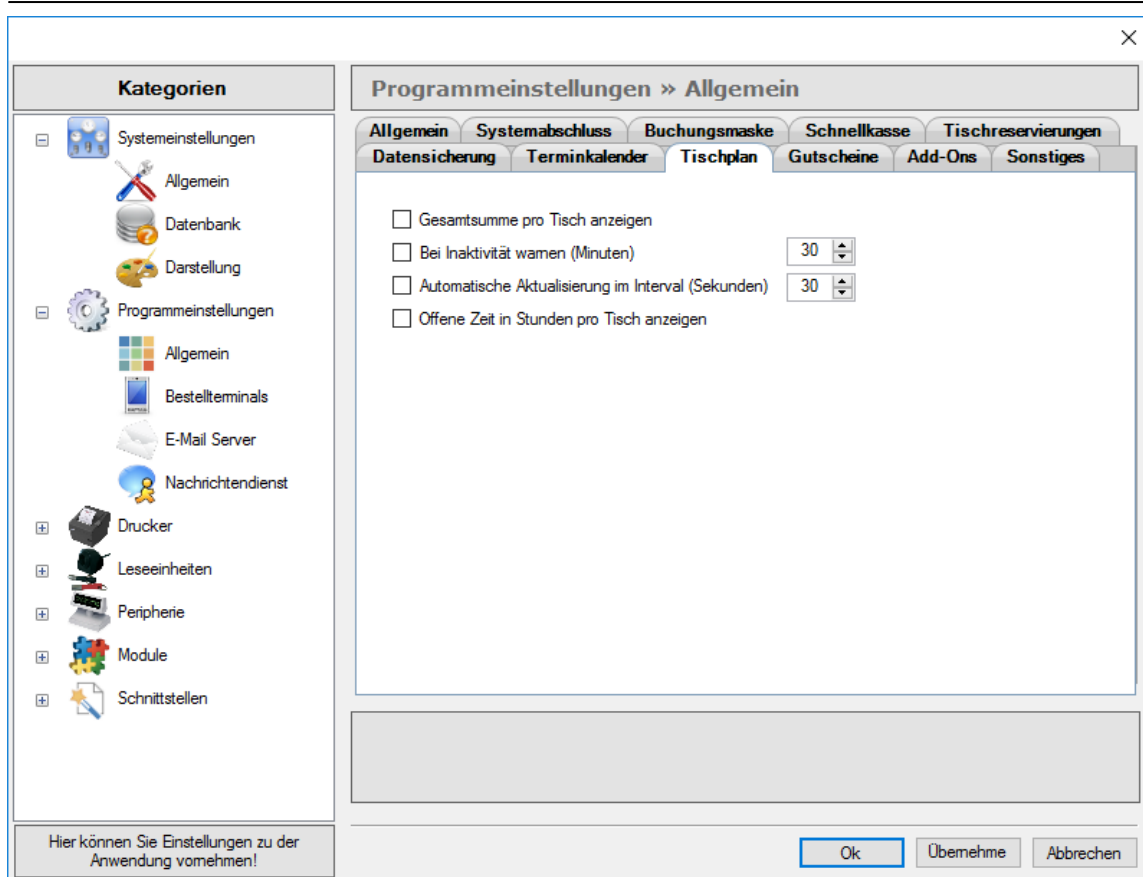 Kategorien
Systemeinstellungen
Allgemein
Datenbank
Darstellung
Programmeinstellungen
Allgemein
Bestellterminals
E-Mail Server
Nachrichtendienst
Drucker
Leseeinheiten
Peripherie
Module
Schnittstellen
Hier können Sie Einstellungen zu der
Anwendung vornehmen!
Programmeinstellungen » Allgemein
Allgemein Systemabschluss Buchungsmaske Schnellkasse Tischreservierungen
Datensicherung Terminkalender Tischplan Gutscheine Add-Ons Sonstiges
Gesamtsumme pro Tisch anzeigen
Bei Inaktivität warnen (Minuten) 30
Automatische Aktualisierung im Interval (Sekunden) 30
Offene Zeit in Stunden pro Tisch anzeigen
Ok Übernehme Abbrechen